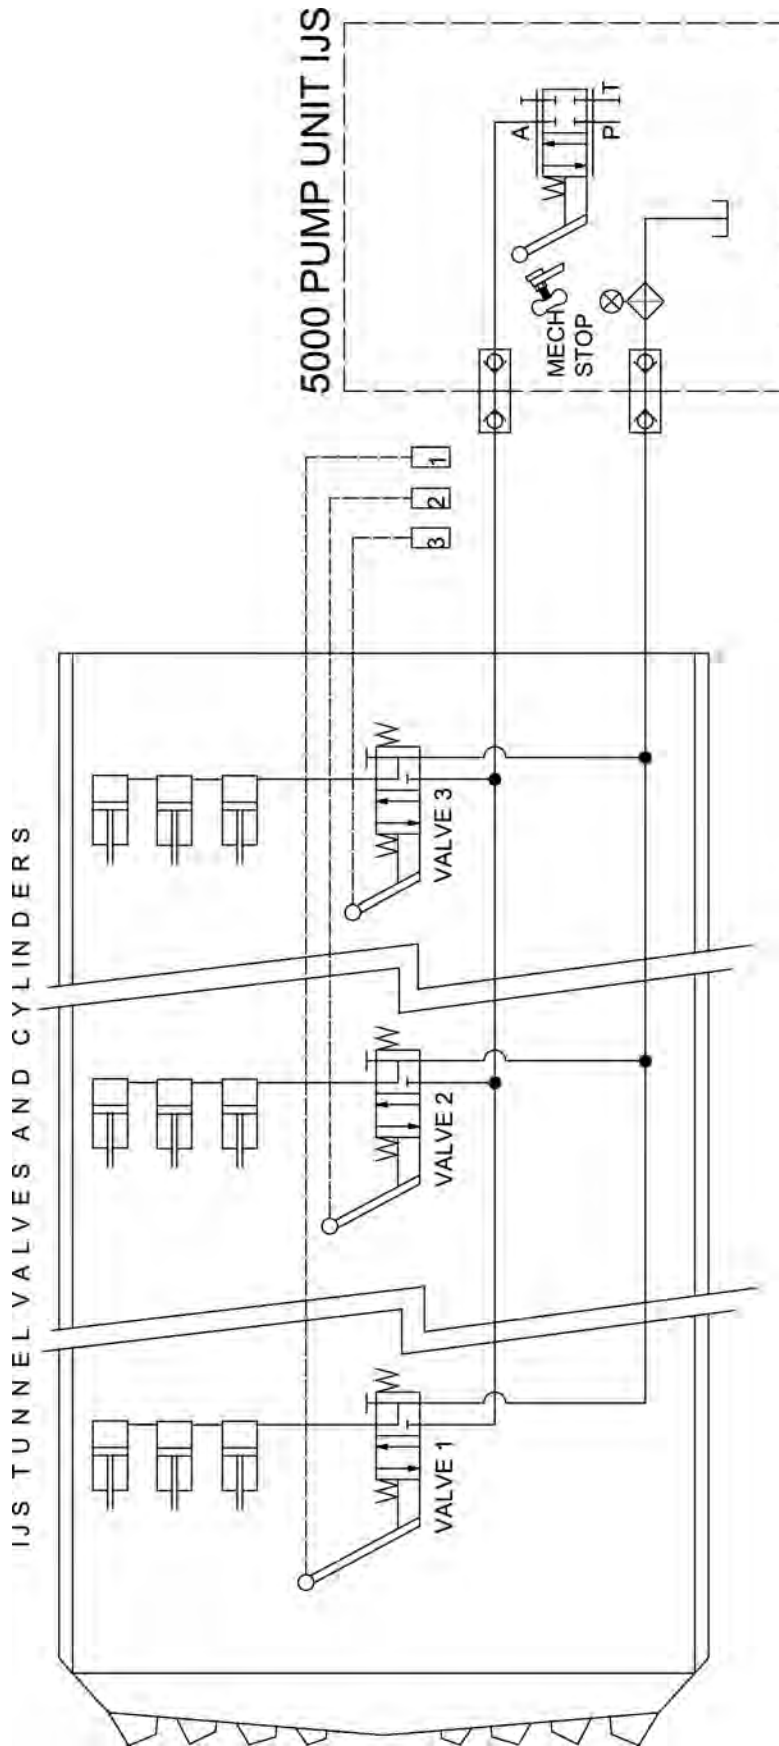 IJS TUNNEL VALVES AND CYLINDERS
5000 PUMP UNIT IJS
VALVE 1
VALVE 2
VALVE 3
3
2
1
MECH
STOP
A
P
T